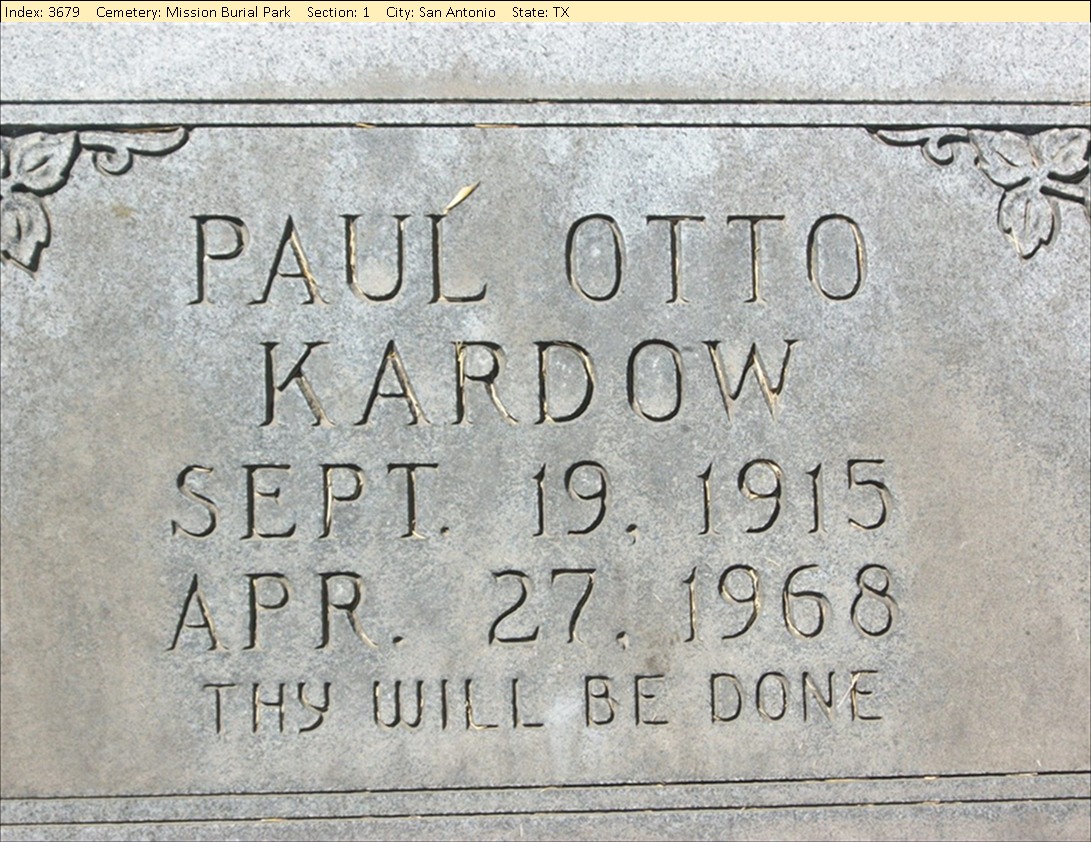 Index: 3679 Cemetery: Mission Burial Park Section: 1 City: San Antonio State: TX
PAUL OTTO
KARDOW
SEPT. 19, 1915
APR. 27, 1968
THY WILL BE DONE